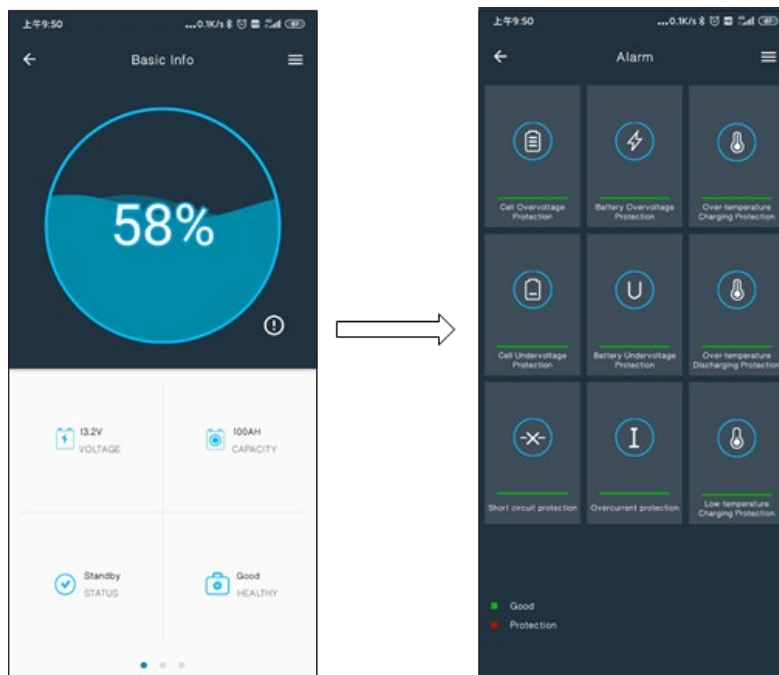 上午9:50
...0.1K/s
Basic Info
58%
13.2V
VOLTAGE
100AH
CAPACITY
Standby
STATUS
Good
HEALTHY
上午9:50
...0.1K/s
Alarm
Cell Overvoltage
Protection
Battery Overvoltage
Protection
Over-temperature
Charging Protection
Cell Undervoltage
Protection
Battery Undervoltage
Protection
Over-temperature
Discharging Protection
Short circuit protection
Overcurrent protection
Low-temperature
Charging Protection
Good
Protection